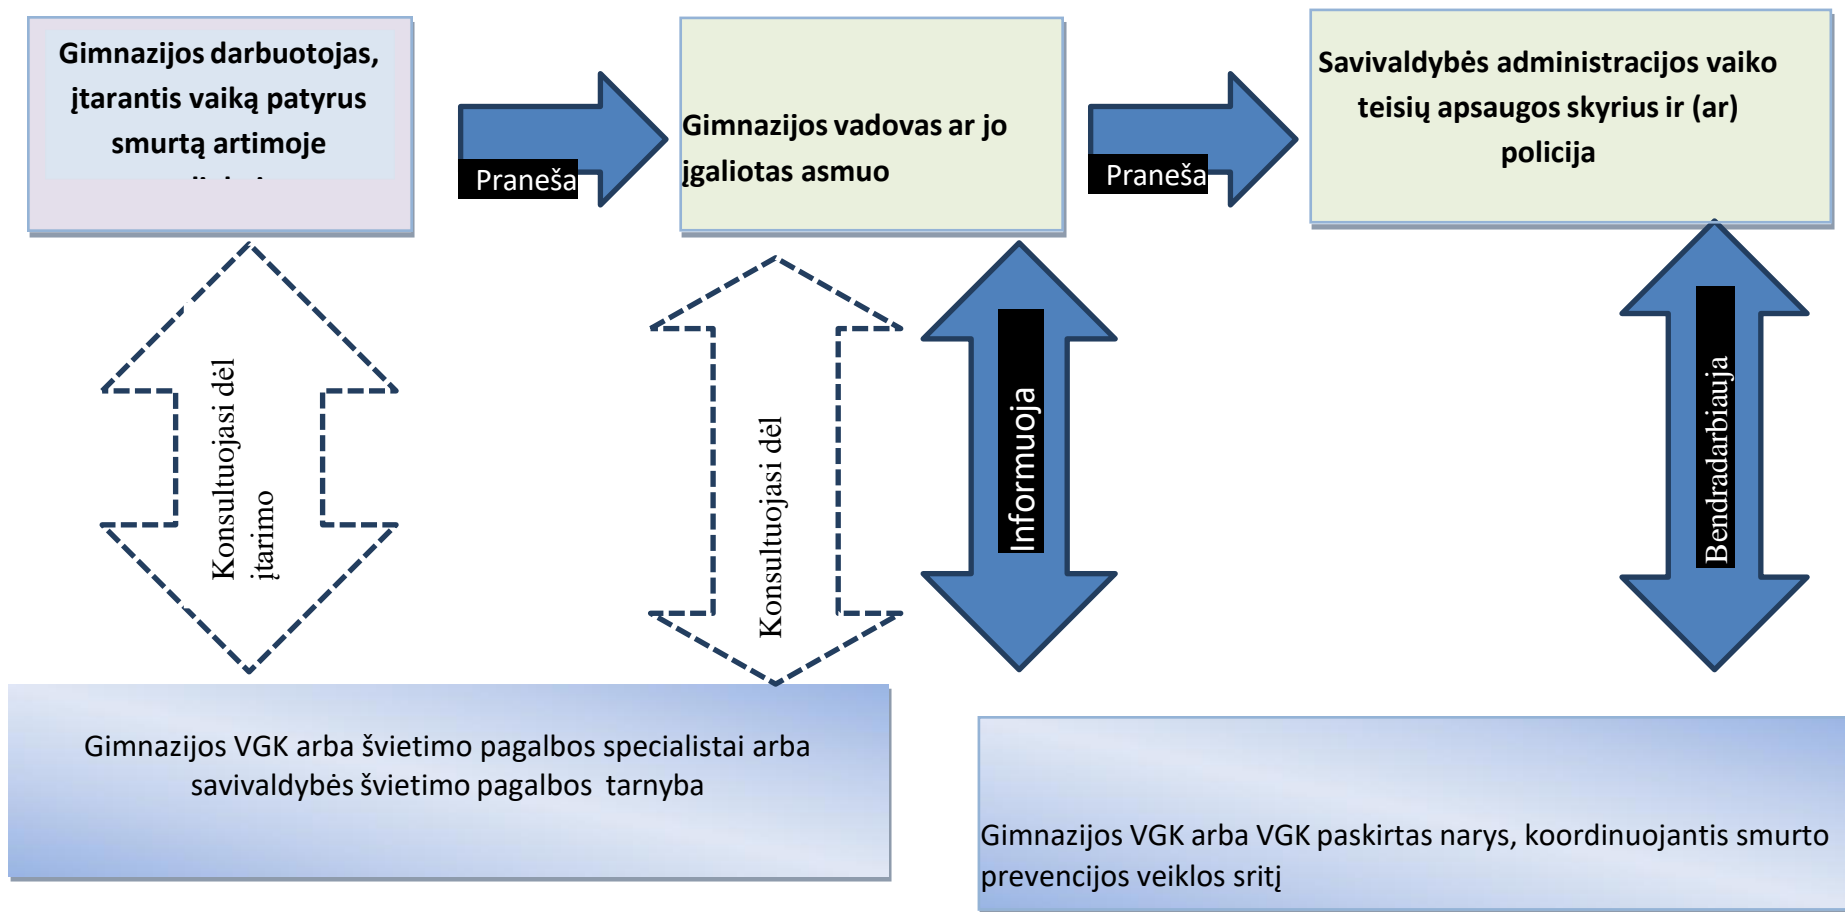 Gimnazijos darbuotojas,
įtarantis vaiką patyrus
smurtą artimoje
Praneša
Gimnazijos vadovas ar jo
įgaliotas asmuo
Praneša
Savivaldybės administracijos vaiko
teisių apsaugos skyrius ir (ar)
policija
Konsultuojasi dėl
įtarimo
Konsultuojasi dėl
Informuoja
Bendradarbiauja
Gimnazijos VGK arba švietimo pagalbos specialistai arba
savivaldybės švietimo pagalbos tarnyba
Gimnazijos VGK arba VGK paskirtas narys, koordinuojantis smurto
prevencijos veiklos sritį